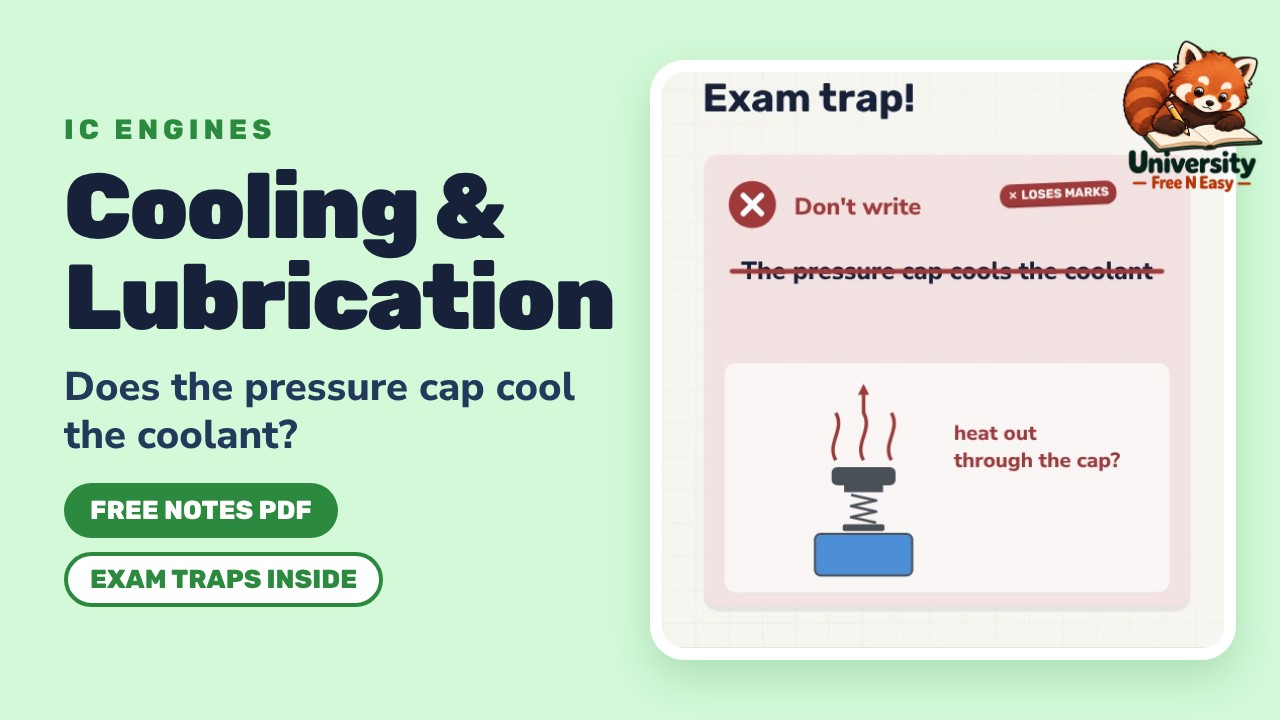 IC ENGINES
Cooling &
Lubrication
Does the pressure cap cool
the coolant?
FREE NOTES PDF
EXAM TRAPS INSIDE
Exam trap!
Don't write
× LOSES MARKS
The pressure cap cools the coolant
heat out
through the cap?
University
Free N Easy